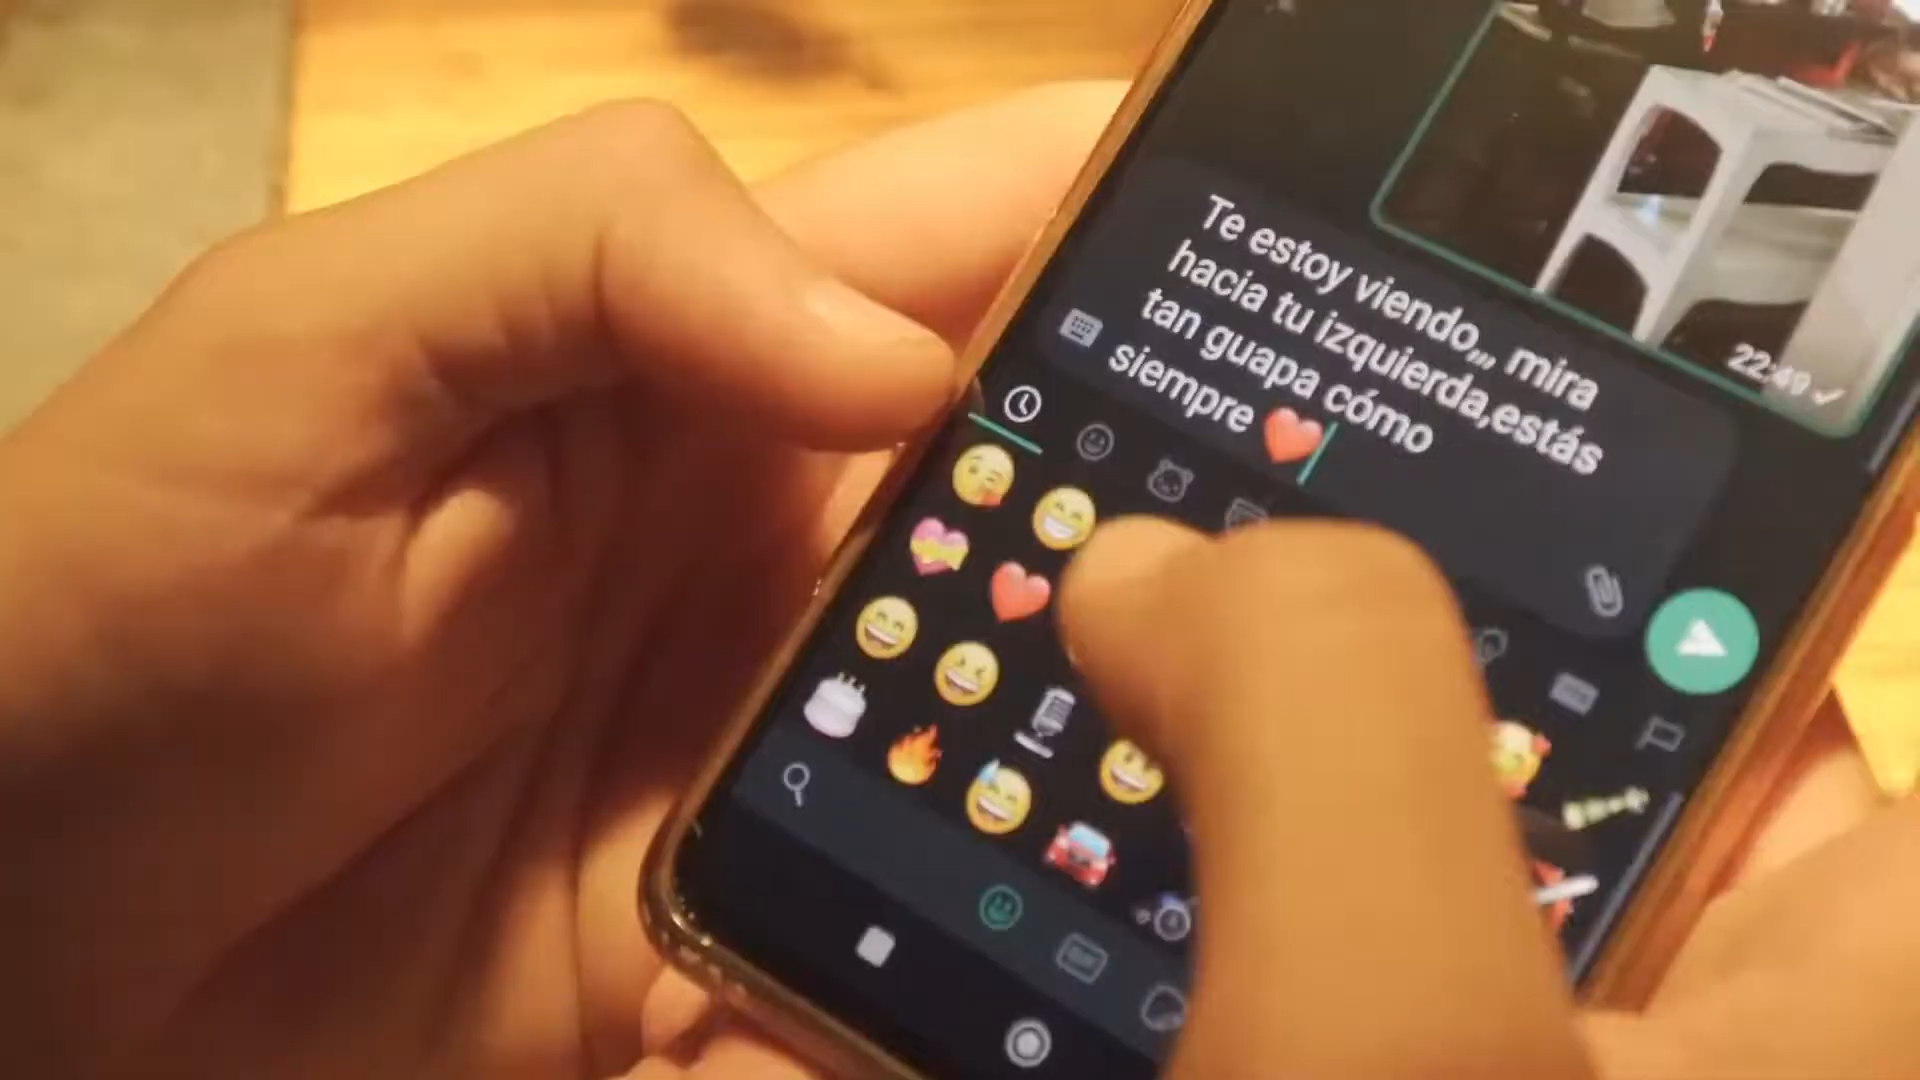 Te estoy viendo,,, mira
hacia tu izquierda,estás
tan guapa cómo
siempre ❤️
22:49